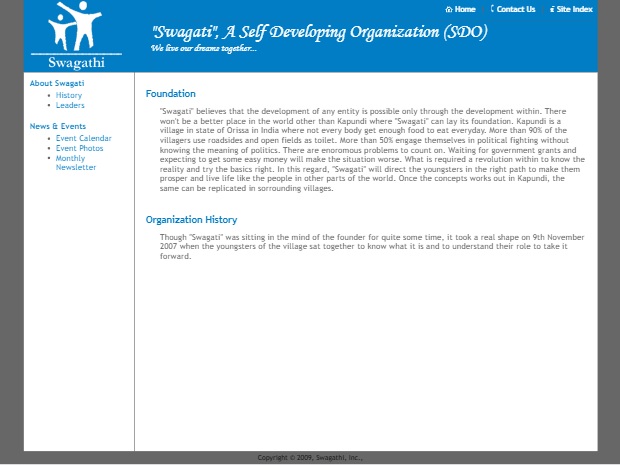 Home Contact Us Site Index
"Swagati", A Self Developing Organization (SDO)
We live our dreams together...
Swagathi
About Swagati
• History
• Leaders
News & Events
• Event Calendar
• Event Photos
• Monthly
Newsletter
Foundation
"Swagati" believes that the development of any entity is possible only through the development within. There
won't be a better place in the world other than Kapundi where "Swagati" can lay its foundation. Kapundi is a
village in state of Orissa in India where not every body get enough food to eat everyday. More than 90% of the
villagers use roadsides and open fields as toilet. More than 50% engage themselves in political fighting without
knowing the meaning of politics. There are enoromous problems to count on. Waiting for government grants and
expecting to get some easy money will make the situation worse. What is required a revolution within to know the
reality and try the basics right. In this regard, "Swagati" will direct the youngsters in the right path to make them
prosper and live life like the people in other parts of the world. Once the concepts works out in Kapundi, the
same can be replicated in sorrounding villages.
Organization History
Though "Swagati" was sitting in the mind of the founder for quite some time, it took a real shape on 9th November
2007 when the youngsters of the village sat together to know what it is and to understand their role to take it
forward.
Copyright © 2009, Swagathi, Inc.,